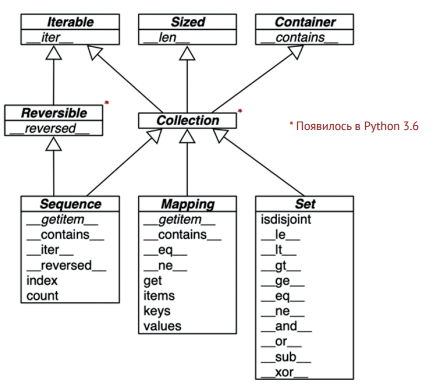 Iterable
__iter__
Sized
__len__
Container
__contains__
Reversible
*
__reversed__
Collection
*
* Появилось в Python 3.6
Sequence
__getitem__
__contains__
__iter__
__reversed__
index
count
Mapping
__getitem__
__contains__
__eq__
__ne__
get
items
keys
values
Set
isdisjoint
__le__
__lt__
__gt__
__ge__
__eq__
__ne__
__and__
__or__
__sub__
__xor__